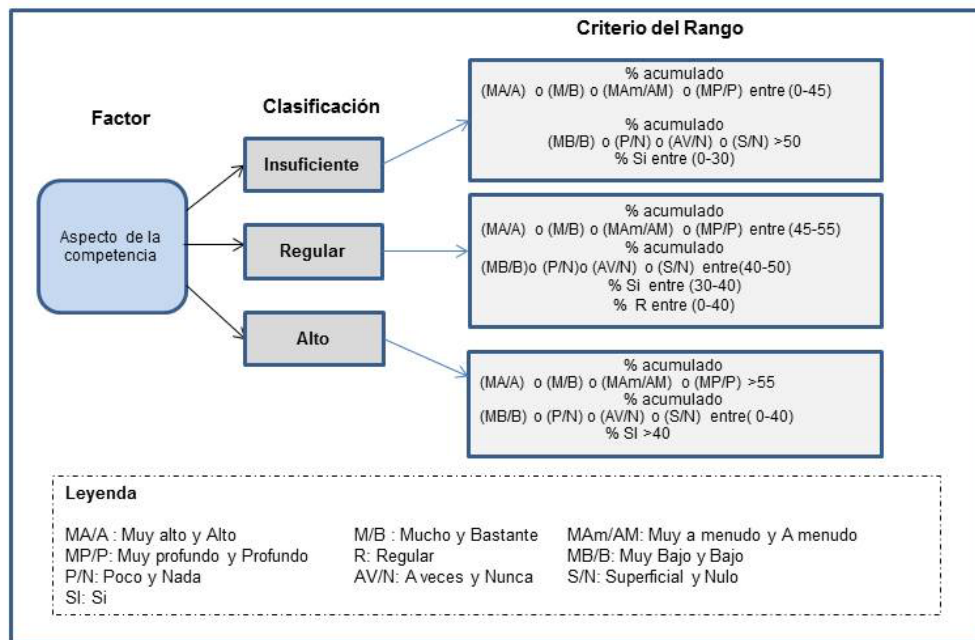 Criterio del Rango
Factor
Clasificación
Aspecto de la
competencia
Insuficiente
Regular
Alto
% acumulado
(MA/A) o (M/B) o (MAm/AM) o (MP/P) entre (0-45)
% acumulado
(MB/B) o (P/N) o (AV/N) o (S/N) >50
% Si entre (0-30)
% acumulado
(MA/A) o (M/B) o (MAm/AM) o (MP/P) entre (45-55)
% acumulado
(MB/B)o (P/N)o (AV/N) o (S/N) entre(40-50)
% Si entre (30-40)
% R entre (0-40)
% acumulado
(MA/A) o (M/B) o (MAm/AM) o (MP/P) >55
% acumulado
(MB/B) o (P/N) o (AV/N) o (S/N) entre( 0-40)
% SI >40
Leyenda
MA/A : Muy alto y Alto M/B : Mucho y Bastante MAm/AM: Muy a menudo y A menudo
MP/P: Muy profundo y Profundo R: Regular MB/B: Muy Bajo y Bajo
P/N: Poco y Nada AV/N: A veces y Nunca S/N: Superficial y Nulo
SI: Si